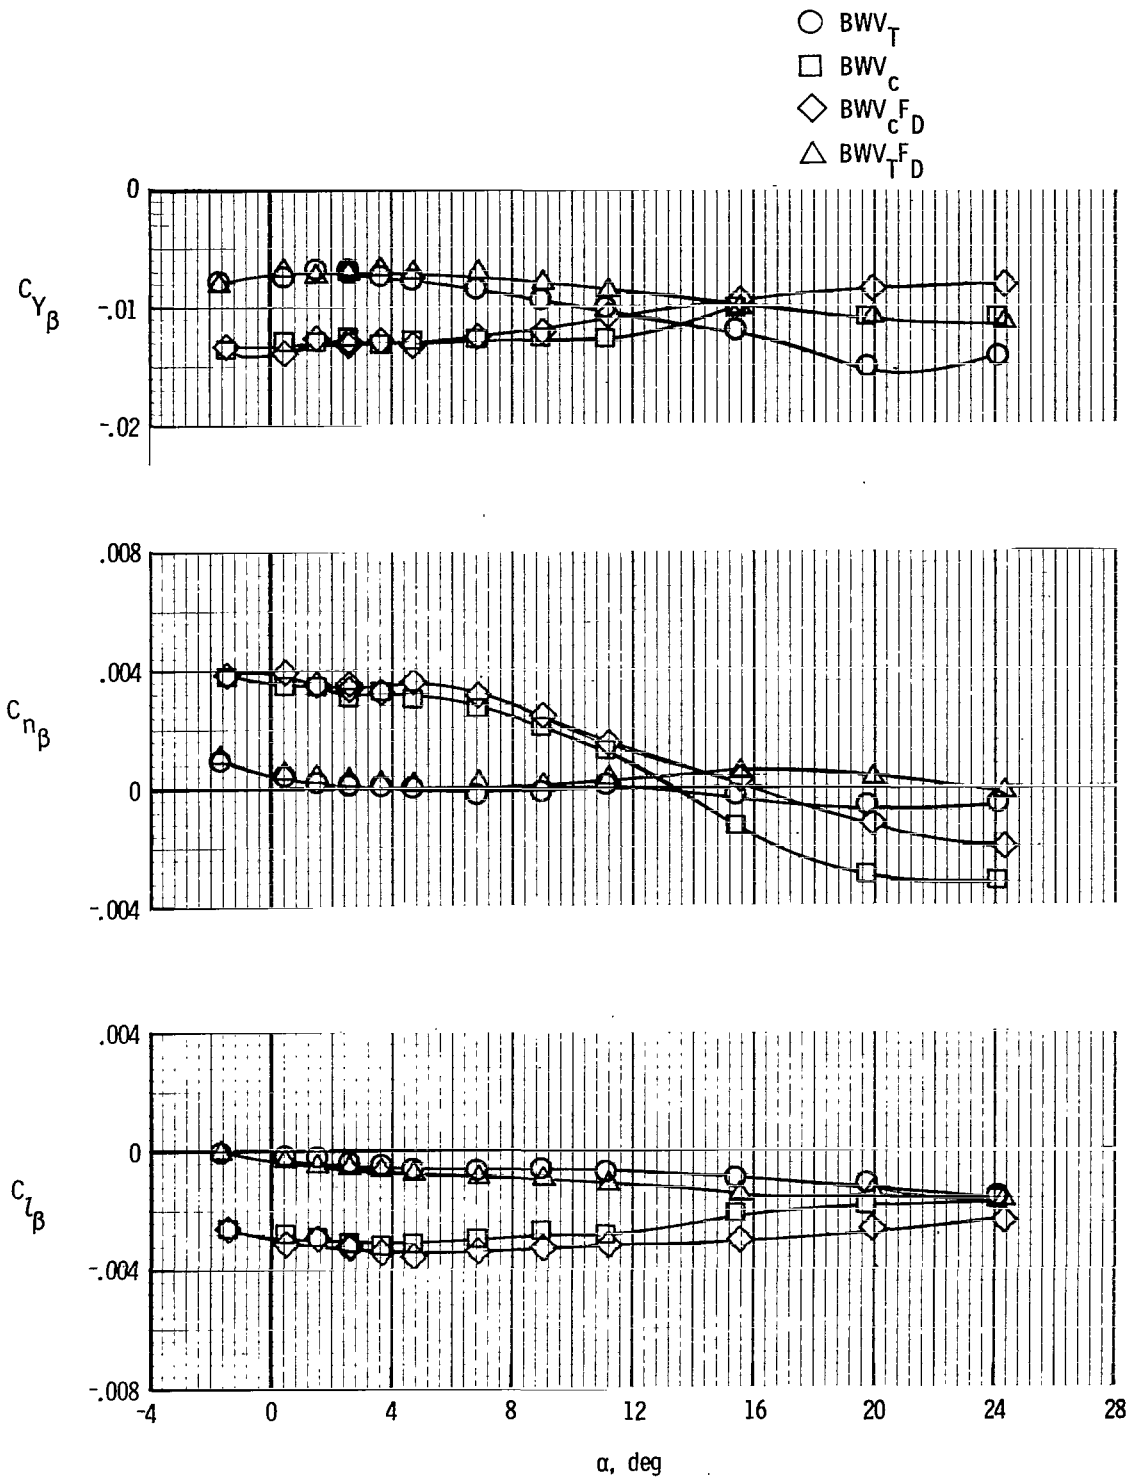 BWV_T
BWV_c
BWV_cF_D
BWV_TF_D
0
C_Yβ
-.01
-.02
.008
.004
C_nβ
0
-.004
.004
0
C_lβ
-.004
-.008
-4 0 4 8 12 16 20 24 28
α, deg